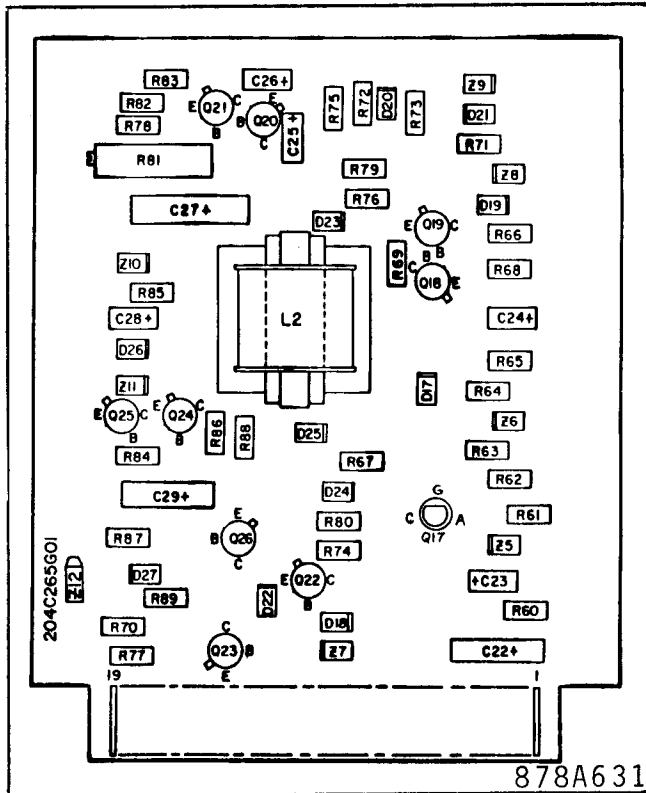 R83
C26+
Z9
R82
E
Q21
C
E
Q20
B
B
C
R78
C25+
R75
R72
D20
R73
D21
R71
R81
R79
Z8
C27+
R76
D19
D23
E
Q19
C
B
R66
Z10
R69
B
C
Q18
E
R68
R85
C28+
L2
C24+
D26
R65
Z11
D17
R64
E
Q25
C
B
E
Q24
C
B
R86
R88
D25
Z6
R84
R67
R63
C29+
D24
R62
G
C
A
Q17
R80
R61
R87
E
B
Q26
C
R74
Z5
204C265G01
D27
E
Q22
C
B
+C23
R89
D22
R60
R70
D18
C
Q23
B
E
R77
Z7
C22+
19
1
878A631